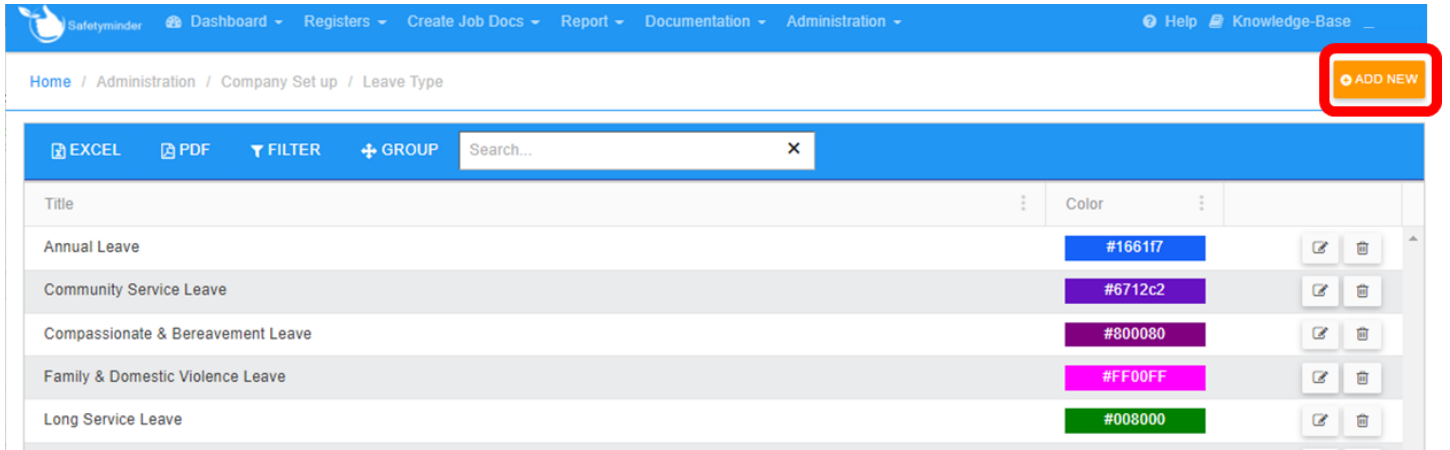 Safetyminder Dashboard Registers Create Job Docs Report Documentation Administration Help Knowledge-Base _
Home / Administration / Company Set up / Leave Type ADD NEW
EXCEL PDF FILTER GROUP Search...
Title Color
Annual Leave #1661f7
Community Service Leave #6712c2
Compassionate & Bereavement Leave #800080
Family & Domestic Violence Leave #FF00FF
Long Service Leave #008000